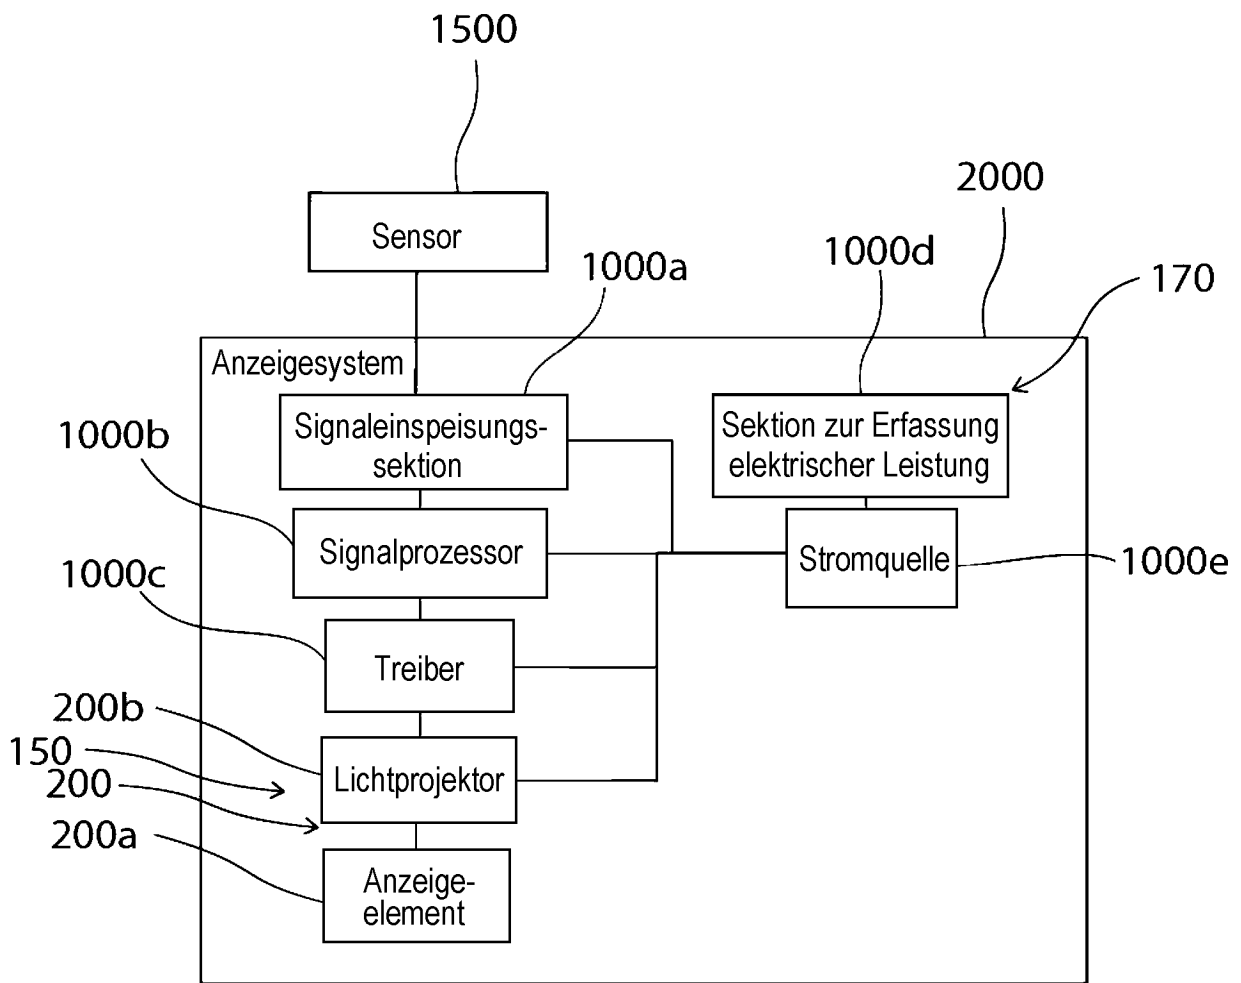 1500
2000
Sensor
1000a
1000d
170
Anzeigesystem
1000b
Signaleinspeisungs-
sektion
Sektion zur Erfassung
elektrischer Leistung
Signalprozessor
Stromquelle
1000e
1000c
Treiber
200b
150
Lichtprojektor
200
200a
Anzeige-
element